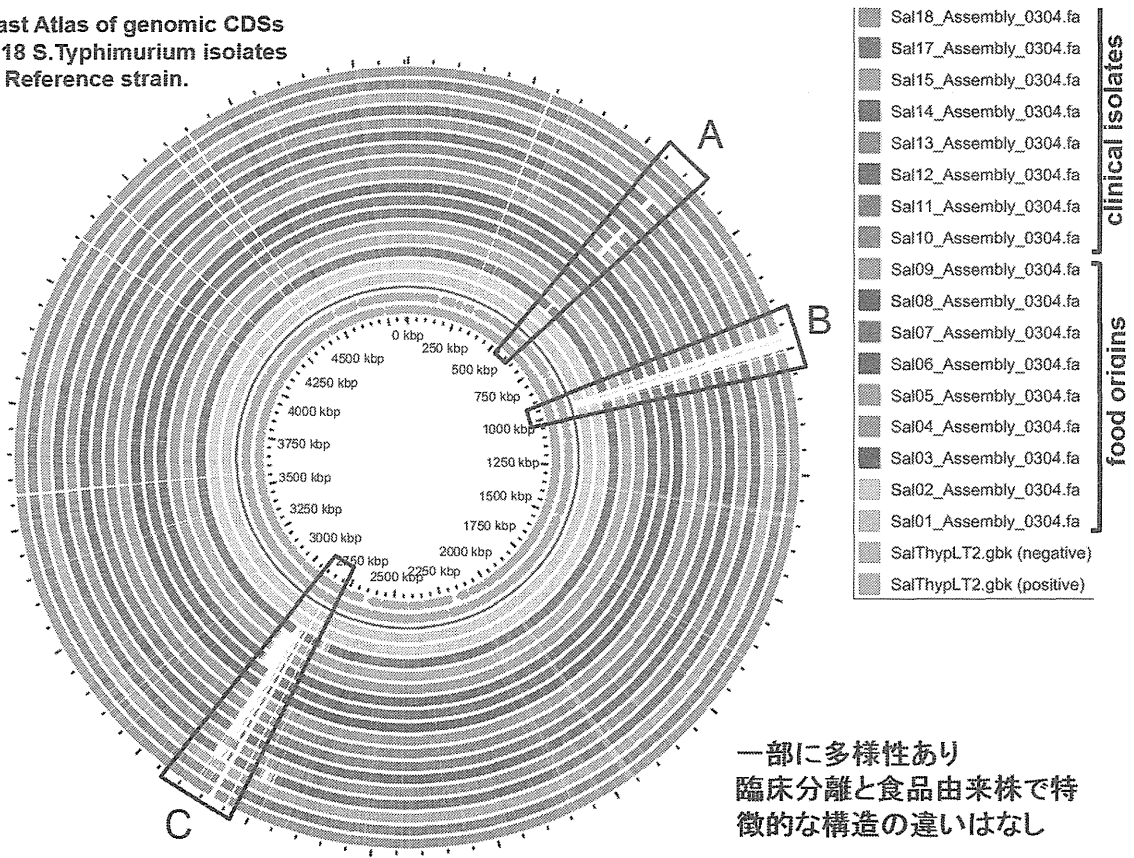 ast Atlas of genomic CDSs
18 S.Typhimurium isolates
Reference strain.
A
B
C
0 kbp
250 kbp
500 kbp
750 kbp
1000 kbp
1250 kbp
1500 kbp
1750 kbp
2000 kbp
2250 kbp
2500 kbp
2750 kbp
3000 kbp
3250 kbp
3500 kbp
3750 kbp
4000 kbp
4250 kbp
4500 kbp
Sal18_Assembly_0304.fa
Sal17_Assembly_0304.fa
Sal15_Assembly_0304.fa
Sal14_Assembly_0304.fa
Sal13_Assembly_0304.fa
Sal12_Assembly_0304.fa
Sal11_Assembly_0304.fa
Sal10_Assembly_0304.fa
Sal09_Assembly_0304.fa
Sal08_Assembly_0304.fa
Sal07_Assembly_0304.fa
Sal06_Assembly_0304.fa
Sal05_Assembly_0304.fa
Sal04_Assembly_0304.fa
Sal03_Assembly_0304.fa
Sal02_Assembly_0304.fa
Sal01_Assembly_0304.fa
SalThypLT2.gbk (negative)
SalThypLT2.gbk (positive)
clinical isolates
food origins
一部に多様性あり
臨床分離と食品由来株で特
徴的な構造の違いはなし